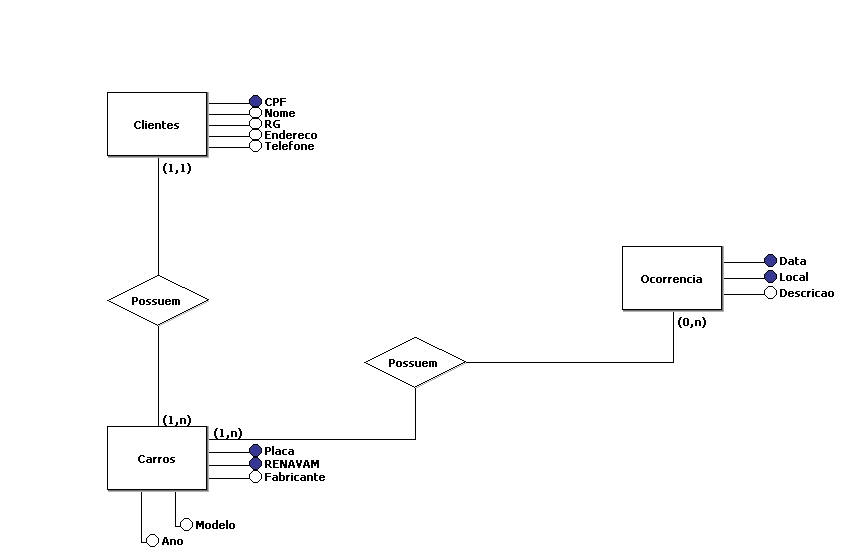 CPF
Nome
Clientes
RG
Endereco
Telefone
(1,1)
Data
Ocorrencia
Local
Descricao
Possuem
(0,n)
Possuem
(1,n)
(1,n)
Placa
Carros
RENAVAM
Fabricante
Modelo
Ano